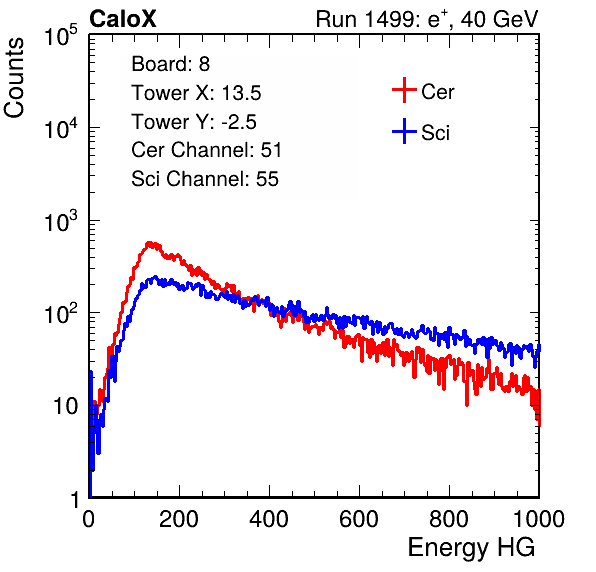 CaloX Run 1499: e⁺, 40 GeV
Counts
Board: 8
Tower X: 13.5
Tower Y: -2.5
Cer Channel: 51
Sci Channel: 55
Cer
Sci
10⁵
10⁴
10³
10²
10
1
0 200 400 600 800 1000
Energy HG